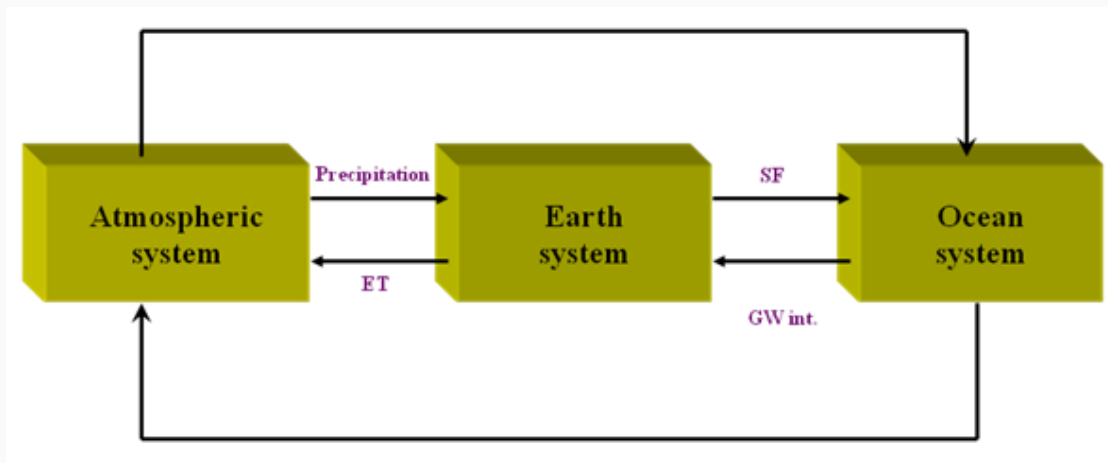 Precipitation
SF
Atmospheric
system
Earth
system
Ocean
system
ET
GW int.